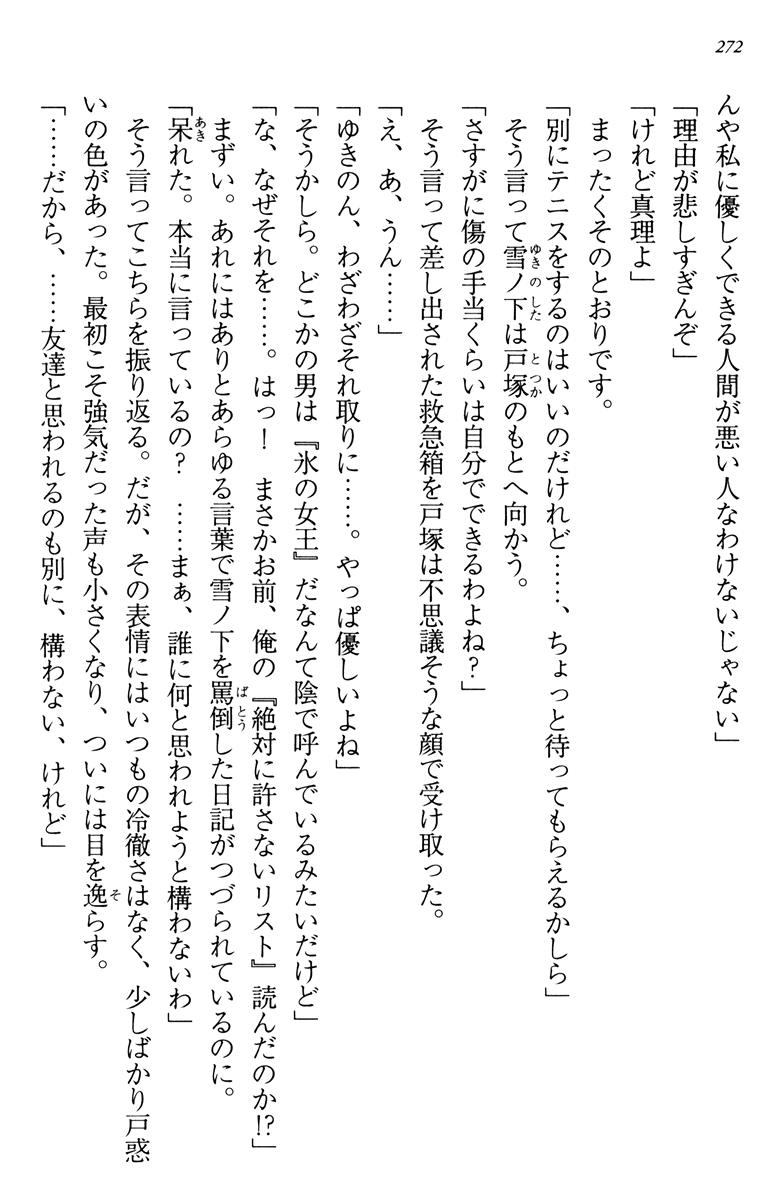 272
んや私に優しくできる人間が悪い人なわけないじゃない」
「理由が悲しすぎんぞ」
「けれど真理よ」
　まったくそのとおりです。
「別にテニスをするのはいいのだけれど……、ちょっと待ってもらえるかしら」
　そう言って雪ノ下は戸塚のもとへ向かう。
「さすがに傷の手当くらいは自分でできるわよね？」
　そう言って差し出された救急箱を戸塚は不思議そうな顔で受け取った。
「え、あ、うん……」
「ゆきのん、わざわざそれ取りに……。やっぱ優しいよね」
「そうかしら。どこかの男は『氷の女王』だなんて陰で呼んでいるみたいだけど」
「な、なぜそれを……。はっ！　まさかお前、俺の『絶対に許さないリスト』読んだのか!?」
　まずい。あれにはありとあらゆる言葉で雪ノ下を罵倒した日記がつづられているのに。
「呆れた。本当に言っているの？　……まぁ、誰に何と思われようと構わないわ」
　そう言ってこちらを振り返る。だが、その表情にはいつもの冷徹さはなく、少しばかり戸惑
いの色があった。最初こそ強気だった声も小さくなり、ついには目を逸らす。
「……だから、……友達と思われるのも別に、構わない、けれど」